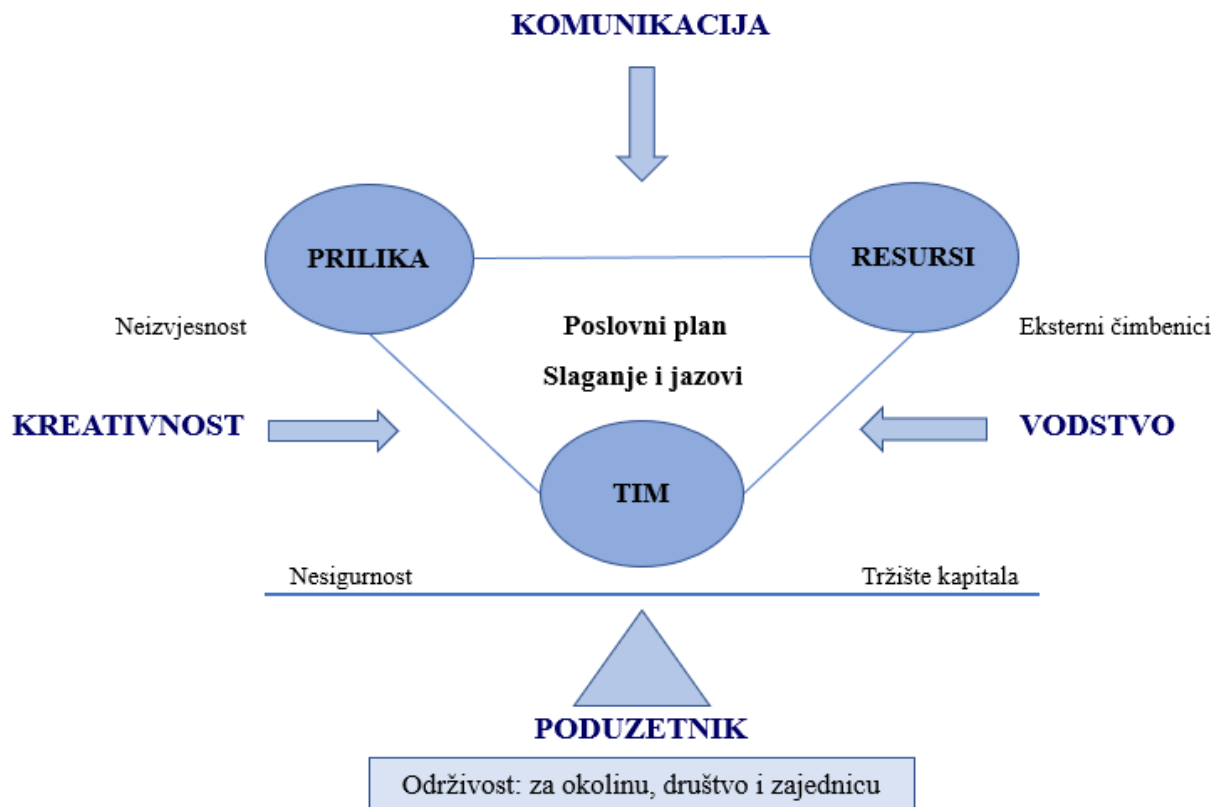 KOMUNIKACIJA
PRILIKA
RESURSI
Neizvjesnost
Poslovni plan
Eksterni čimbenici
Slaganje i jazovi
KREATIVNOST
VODSTVO
TIM
Nesigurnost
Tržište kapitala
PODUZETNIK
Održivost: za okolinu, društvo i zajednicu